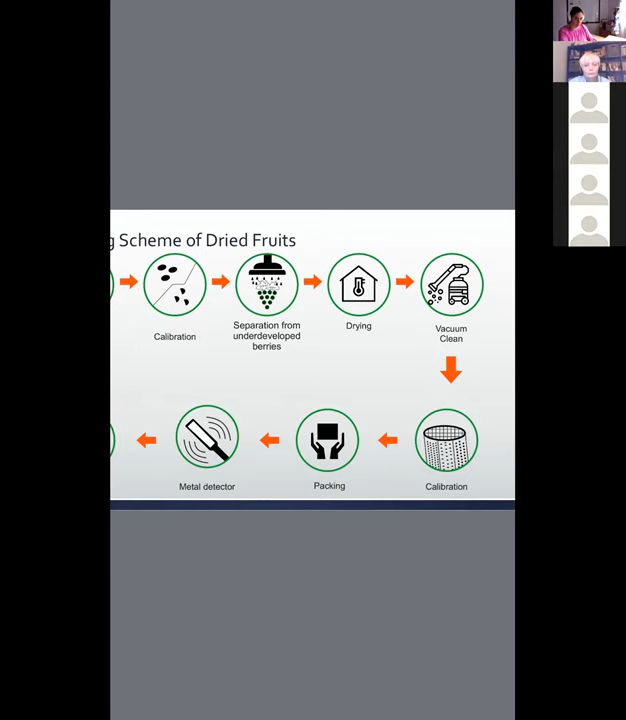 g Scheme of Dried Fruits
Calibration
Separation from
underdeveloped
berries
Drying
Vacuum
Clean
Metal detector
Packing
Calibration